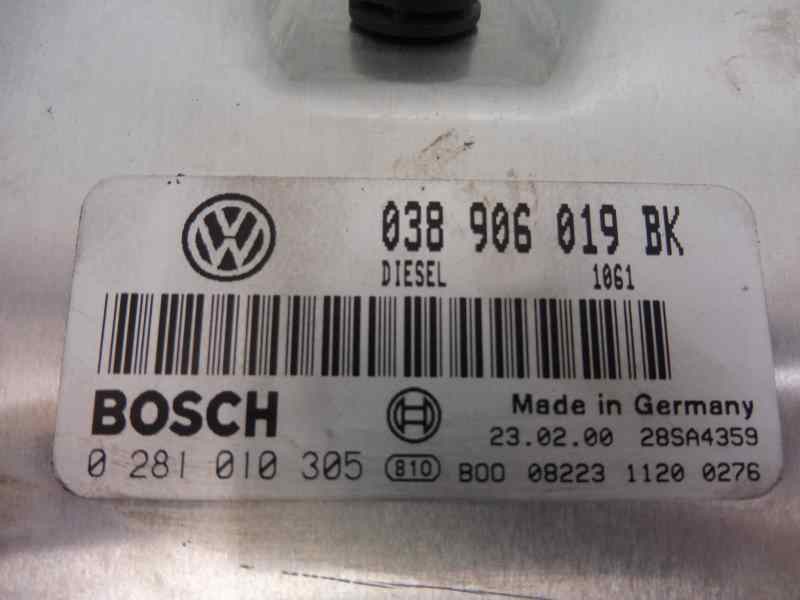 038 906 019 BK
DIESEL 1061
BOSCH
Made in Germany
23.02.00 28SA4359
0 281 010 305 810 B00 08223 1120 0276